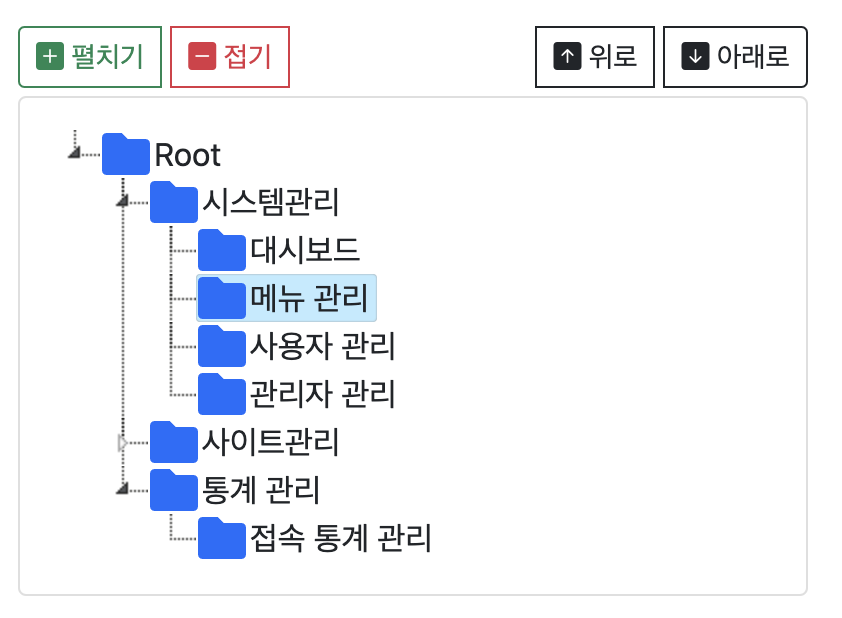 펼치기 접기 위로 아래로
Root
시스템관리
대시보드
메뉴 관리
사용자 관리
관리자 관리
사이트관리
통계 관리
접속 통계 관리